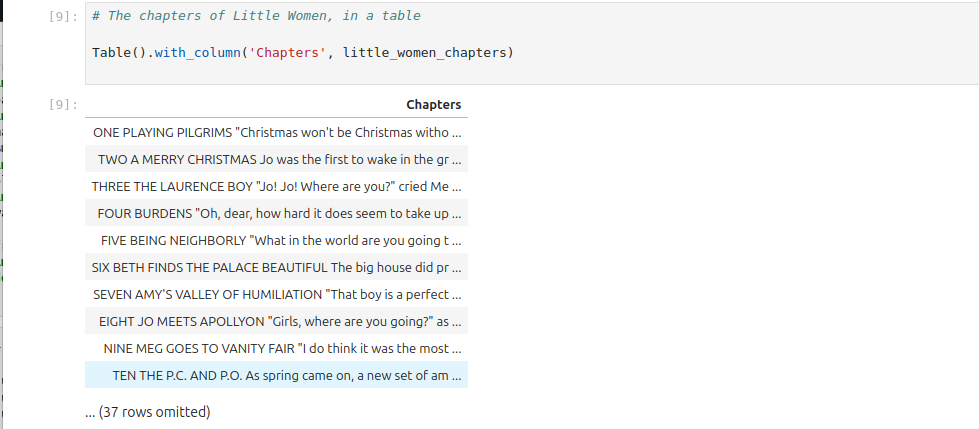 [9]: # The chapters of Little Women, in a table
Table().with_column('Chapters', little_women_chapters)
[9]: Chapters
ONE PLAYING PILGRIMS "Christmas won't be Christmas witho ...
TWO A MERRY CHRISTMAS Jo was the first to wake in the gr ...
THREE THE LAURENCE BOY "Jo! Jo! Where are you?" cried Me ...
FOUR BURDENS "Oh, dear, how hard it does seem to take up ...
FIVE BEING NEIGHBORLY "What in the world are you going t ...
SIX BETH FINDS THE PALACE BEAUTIFUL The big house did pr ...
SEVEN AMY'S VALLEY OF HUMILIATION "That boy is a perfect ...
EIGHT JO MEETS APOLLYON "Girls, where are you going?" as ...
NINE MEG GOES TO VANITY FAIR "I do think it was the most ...
TEN THE P.C. AND P.O. As spring came on, a new set of am ...
... (37 rows omitted)